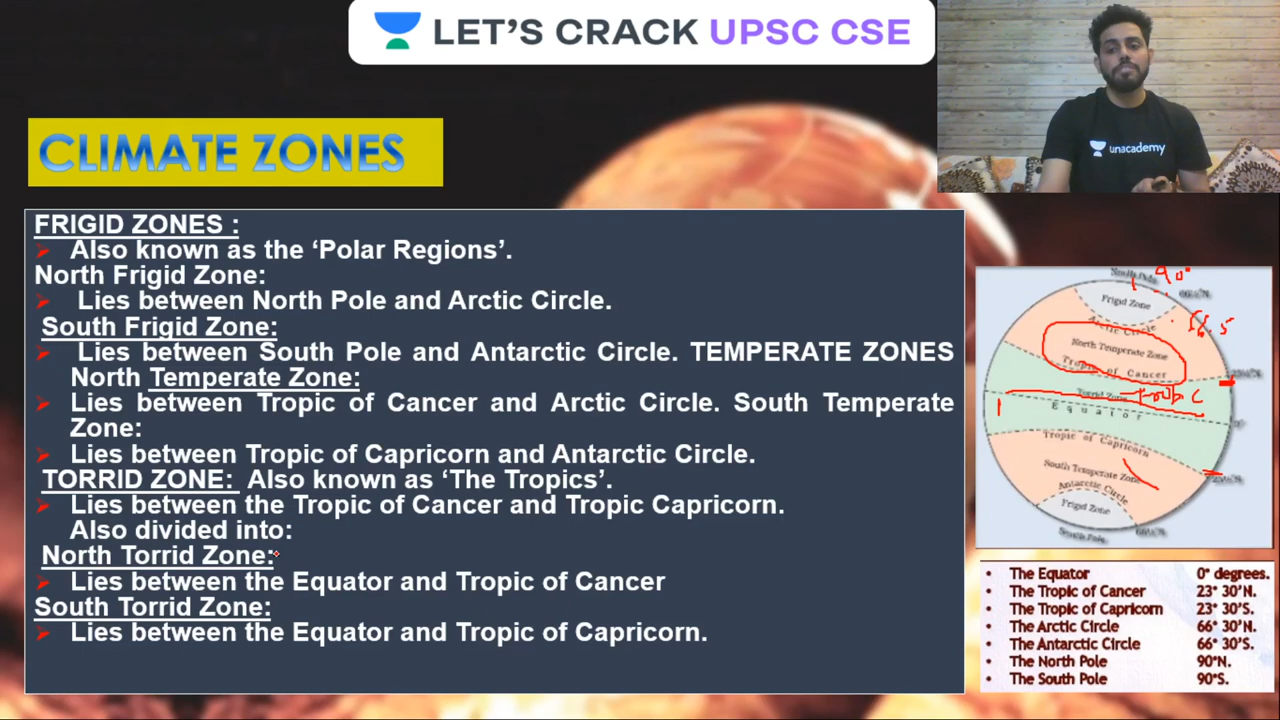 LET'S CRACK UPSC CSE
unacademy
CLIMATE ZONES
FRIGID ZONES :
Also known as the ‘Polar Regions’.
North Frigid Zone:
Lies between North Pole and Arctic Circle.
South Frigid Zone:
Lies between South Pole and Antarctic Circle. TEMPERATE ZONES
North Temperate Zone:
Lies between Tropic of Cancer and Arctic Circle. South Temperate
Zone:
Lies between Tropic of Capricorn and Antarctic Circle.
TORRID ZONE: Also known as ‘The Tropics’.
Lies between the Tropic of Cancer and Tropic Capricorn.
Also divided into:
North Torrid Zone:
Lies between the Equator and Tropic of Cancer
South Torrid Zone:
Lies between the Equator and Tropic of Capricorn.
90°
Frigid Zone
66.5
Arctic Circle
North Temperate Zone
Tropic of Cancer
Torrid Zone
Equator
Tropic of Capricorn
South Temperate Zone
Antarctic Circle
Frigid Zone
The Equator 0° degrees.
The Tropic of Cancer 23° 30'N.
The Tropic of Capricorn 23° 30'S.
The Arctic Circle 66° 30'N.
The Antarctic Circle 66° 30'S.
The North Pole 90°N.
The South Pole 90°S.